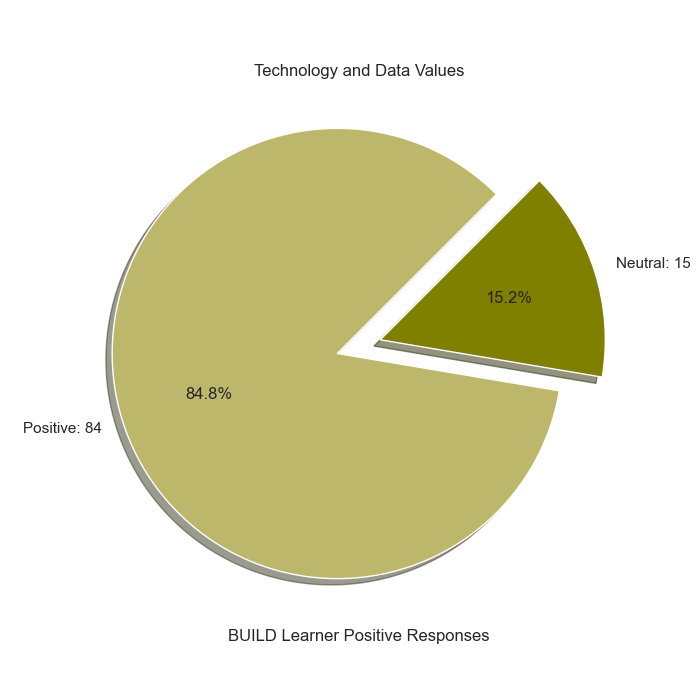 Technology and Data Values
Neutral: 15
15.2%
84.8%
Positive: 84
BUILD Learner Positive Responses